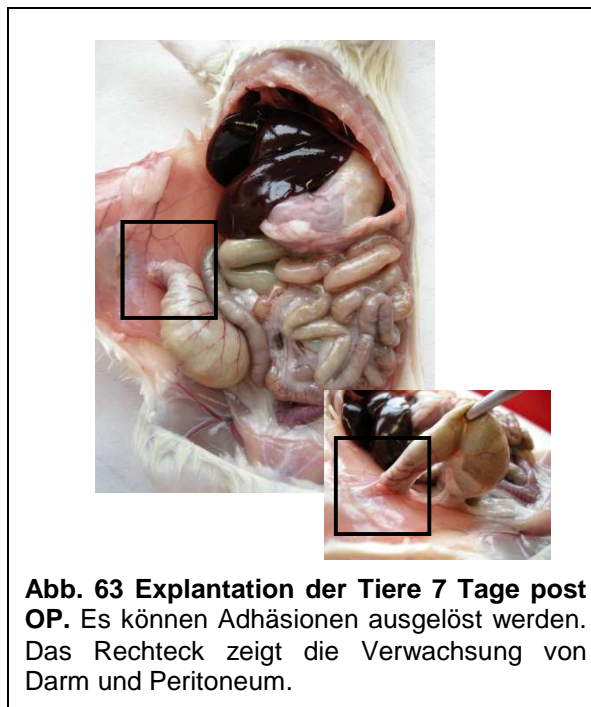 Abb. 63 Explantation der Tiere 7 Tage post
OP. Es können Adhäsionen ausgelöst werden.
Das Rechteck zeigt die Verwachsung von
Darm und Peritoneum.